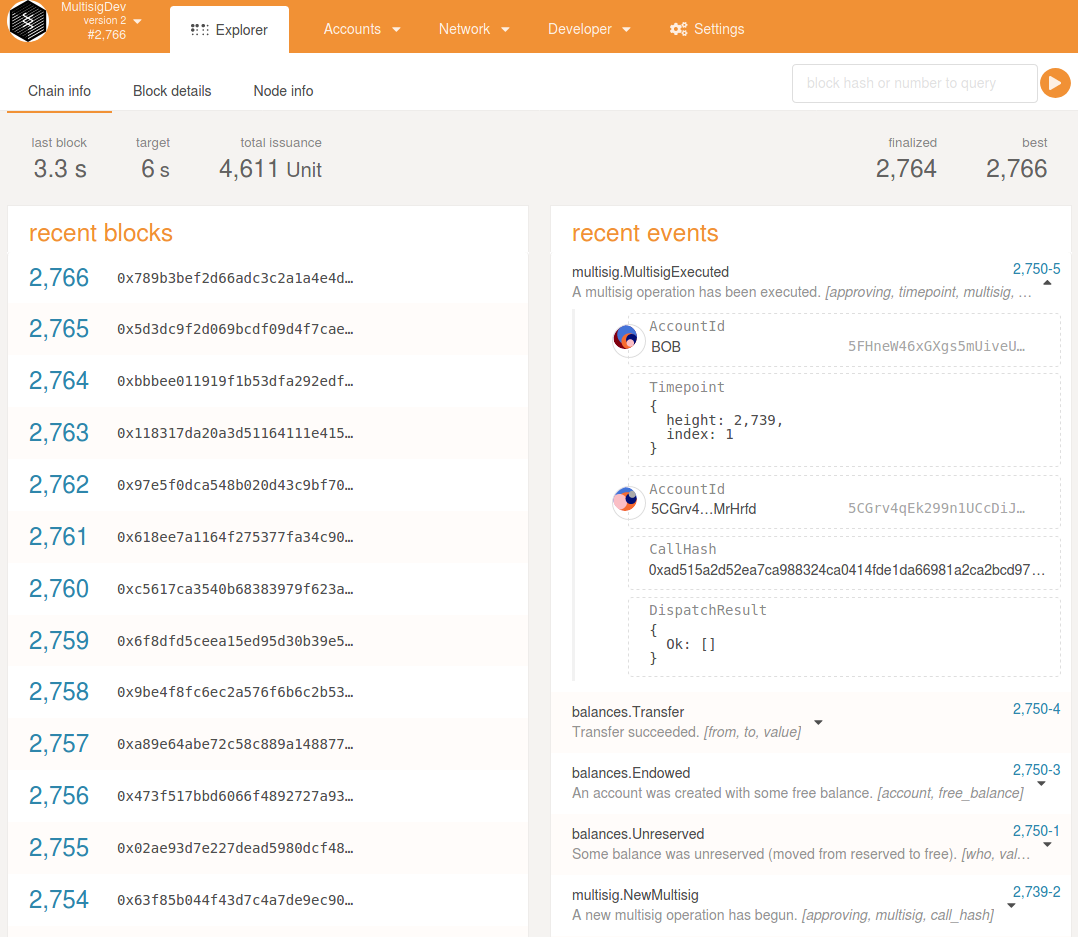 MultisigDev
version 2
#2,766
Explorer
Accounts
Network
Developer
Settings
Chain info
Block details
Node info
block hash or number to query
last block
3.3 s
target
6 s
total issuance
4,611 Unit
finalized
2,764
best
2,766
recent blocks
2,766 0x789b3bef2d66adc3c2a1a4e4d…
2,765 0x5d3dc9f2d069bcdf09d4f7cae…
2,764 0xbbbee011919f1b53dfa292edf…
2,763 0x118317da20a3d51164111e415…
2,762 0x97e5f0dca548b020d43c9bf70…
2,761 0x618ee7a1164f275377fa34c90…
2,760 0xc5617ca3540b68383979f623a…
2,759 0x6f8dfd5ceea15ed95d30b39e5…
2,758 0x9be4f8fc6ec2a576f6b6c2b53…
2,757 0xa89e64abe72c58c889a148877…
2,756 0x473f517bbd6066f4892727a93…
2,755 0x02ae93d7e227dead5980dcf48…
2,754 0x63f85b044f43d7c4a7de9ec90…
recent events
multisig.MultisigExecuted 2,750-5
A multisig operation has been executed. [approving, timepoint, multisig, …
AccountId
BOB 5FHneW46xGXgs5mUiveU…
Timepoint
{
height: 2,739,
index: 1
}
AccountId
5CGrv4…MrHrfd 5CGrv4qEk299n1UCcDiJ…
CallHash
0xad515a2d52ea7ca988324ca0414fde1da66981a2ca2bcd97…
DispatchResult
{
Ok: []
}
balances.Transfer 2,750-4
Transfer succeeded. [from, to, value]
balances.Endowed 2,750-3
An account was created with some free balance. [account, free_balance]
balances.Unreserved 2,750-1
Some balance was unreserved (moved from reserved to free). [who, val…
multisig.NewMultisig 2,739-2
A new multisig operation has begun. [approving, multisig, call_hash]